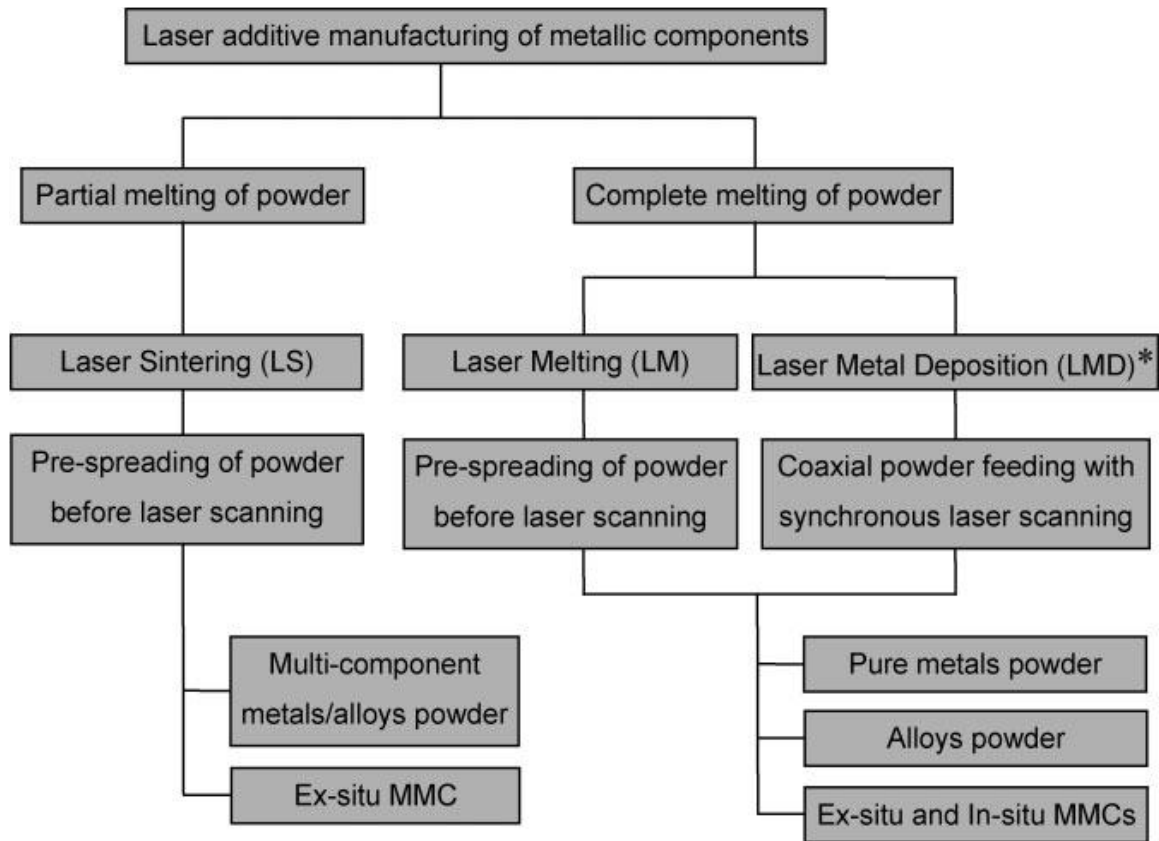 Laser additive manufacturing of metallic components
Partial melting of powder
Complete melting of powder
Laser Sintering (LS)
Laser Melting (LM)
Laser Metal Deposition (LMD)*
Pre-spreading of powder
before laser scanning
Pre-spreading of powder
before laser scanning
Coaxial powder feeding with
synchronous laser scanning
Multi-component
metals/alloys powder
Ex-situ MMC
Pure metals powder
Alloys powder
Ex-situ and In-situ MMCs